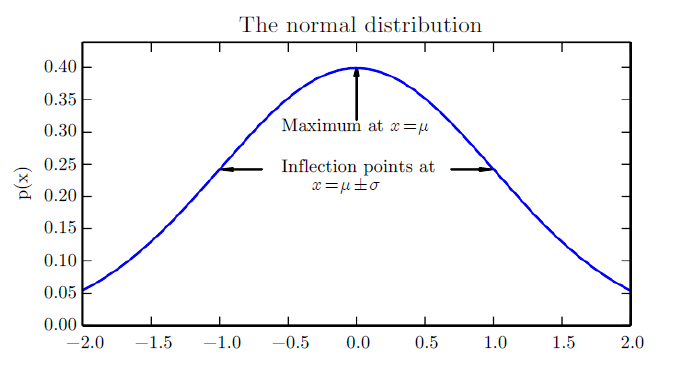 The normal distribution
0.40
0.35
0.30
0.25
0.20
0.15
0.10
0.05
0.00
p(x)
Maximum at x=μ
Inflection points at
x=μ±σ
−2.0 −1.5 −1.0 −0.5 0.0 0.5 1.0 1.5 2.0